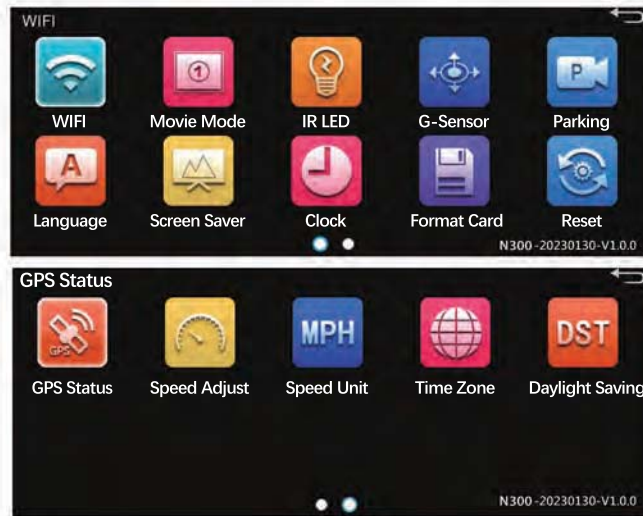 WIFI
1
P
WIFI Movie Mode IR LED G-Sensor Parking
A
Language Screen Saver Clock Format Card Reset
N300-20230130-V1.0.0
GPS Status
GPS MPH DST
GPS Status Speed Adjust Speed Unit Time Zone Daylight Saving
N300-20230130-V1.0.0